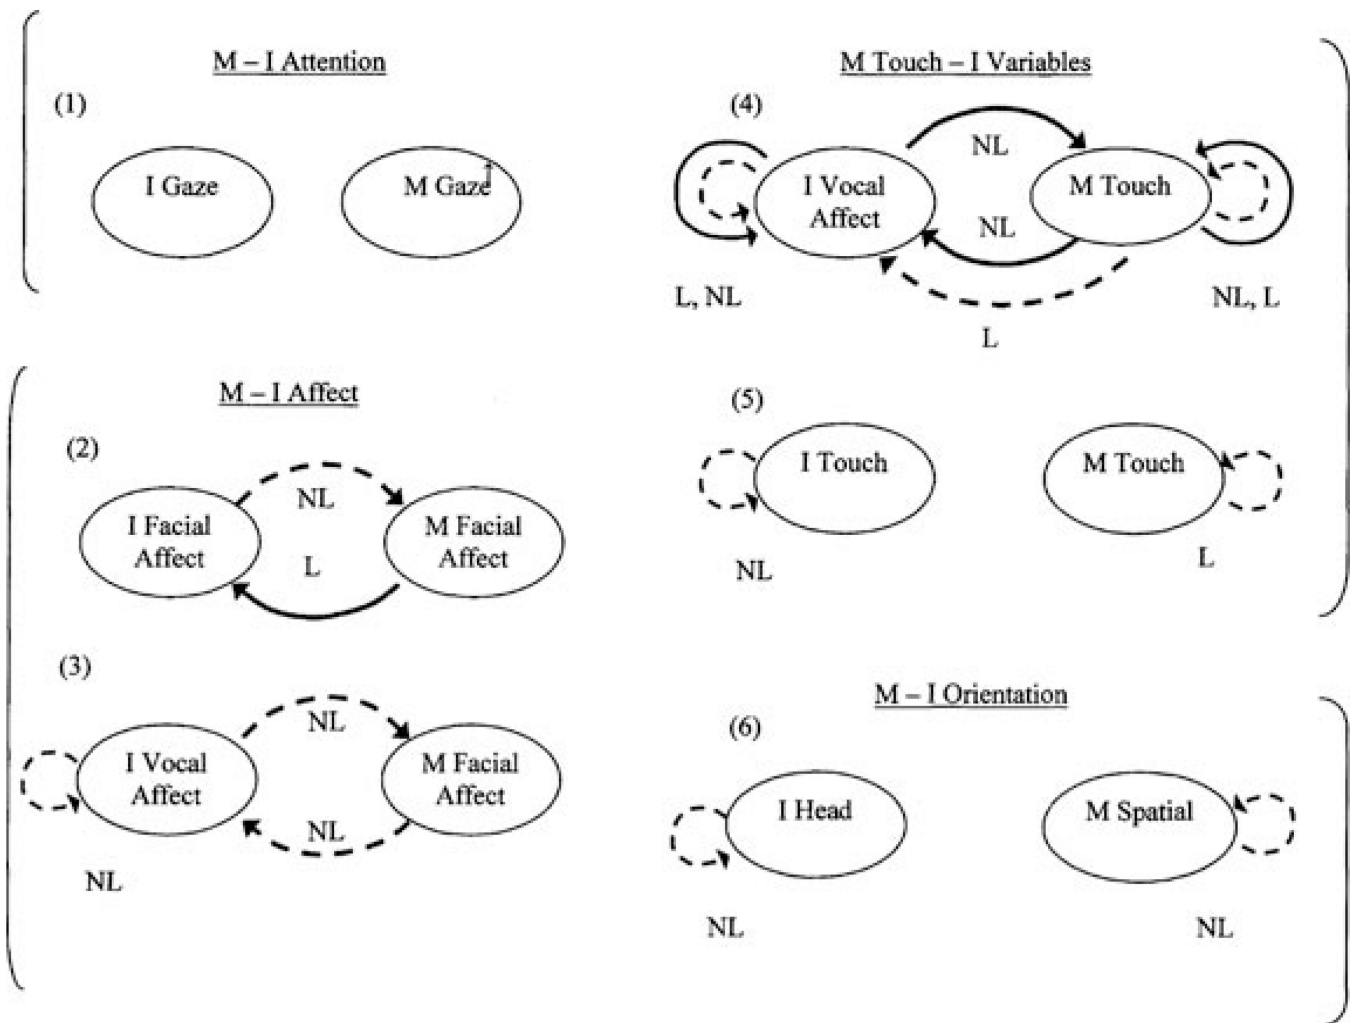 M – I Attention
(1)
I Gaze
M Gaze
M – I Affect
(2)
NL
I Facial
Affect
M Facial
Affect
L
(3)
NL
I Vocal
Affect
M Facial
Affect
NL
NL
M Touch – I Variables
(4)
NL
I Vocal
Affect
M Touch
NL
L, NL
NL, L
L
(5)
I Touch
M Touch
NL
L
M – I Orientation
(6)
I Head
M Spatial
NL
NL